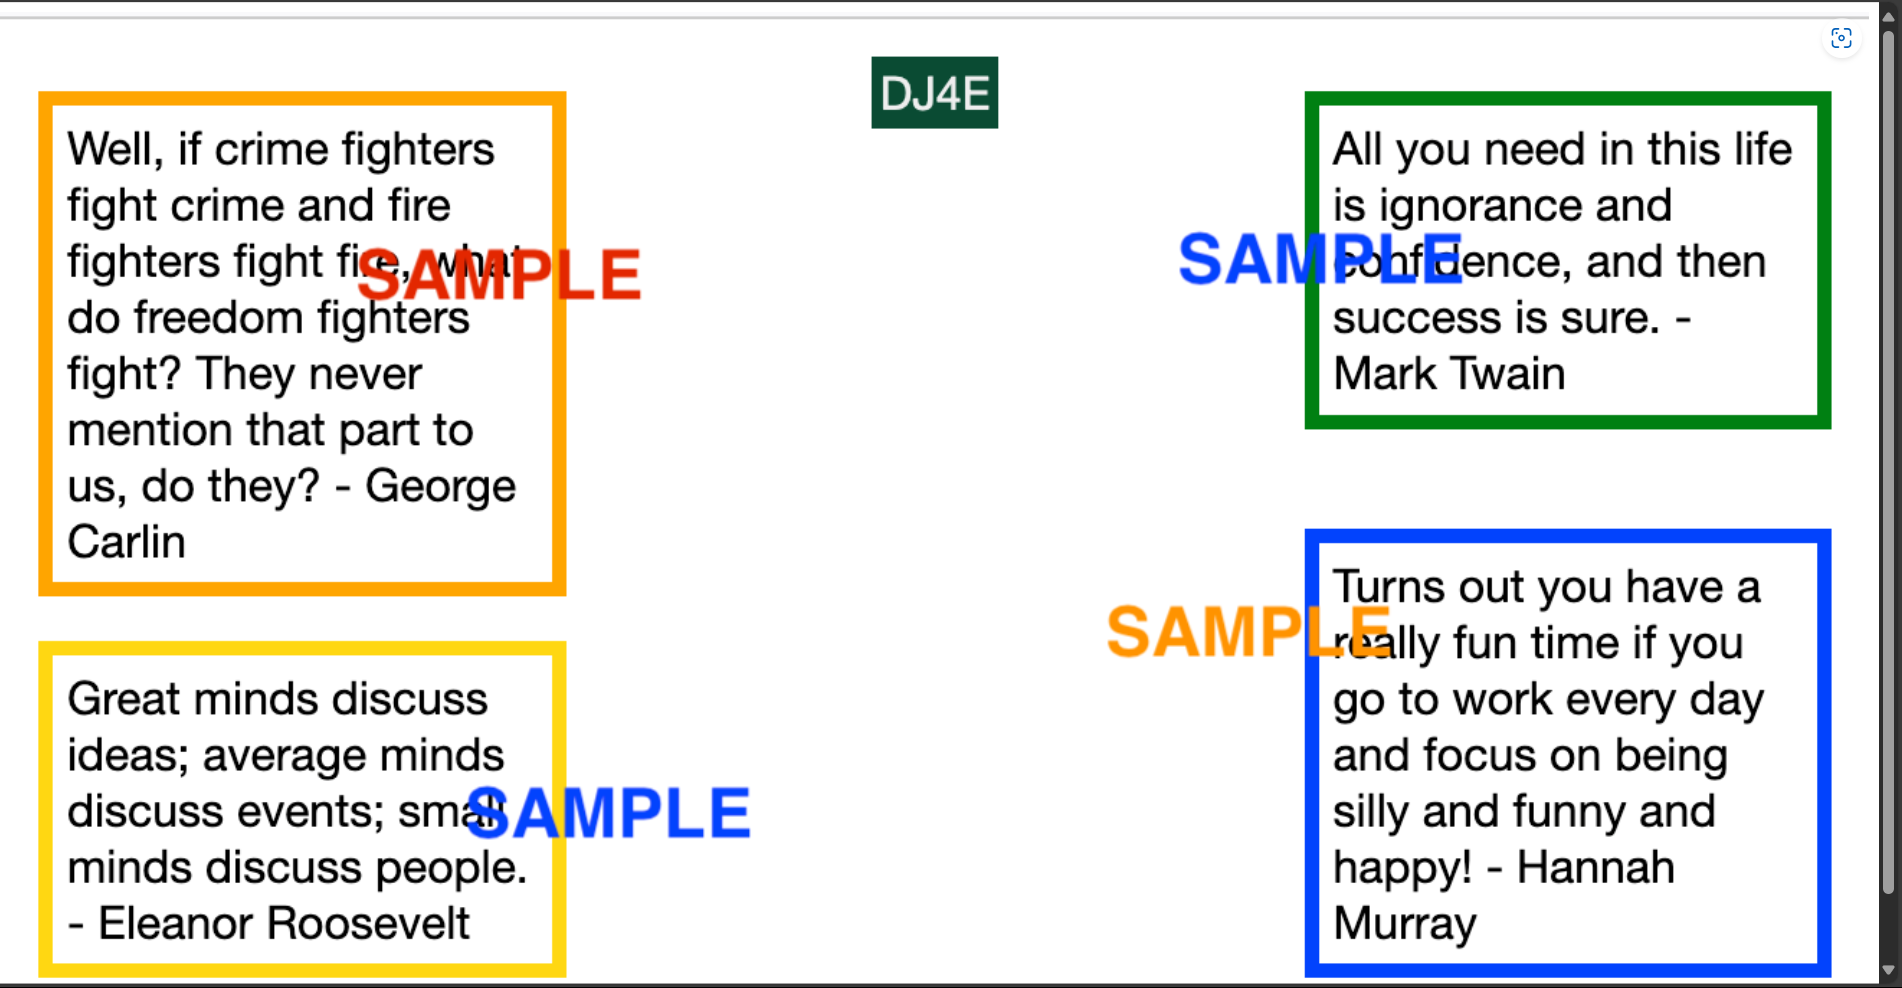 DJ4E
Well, if crime fighters
fight crime and fire
fighters fight fire, what
do freedom fighters
fight? They never
mention that part to
us, do they? - George
Carlin
SAMPLE
All you need in this life
is ignorance and
confidence, and then
success is sure. -
Mark Twain
SAMPLE
Great minds discuss
ideas; average minds
discuss events; small
minds discuss people.
- Eleanor Roosevelt
SAMPLE
Turns out you have a
really fun time if you
go to work every day
and focus on being
silly and funny and
happy! - Hannah
Murray
SAMPLE